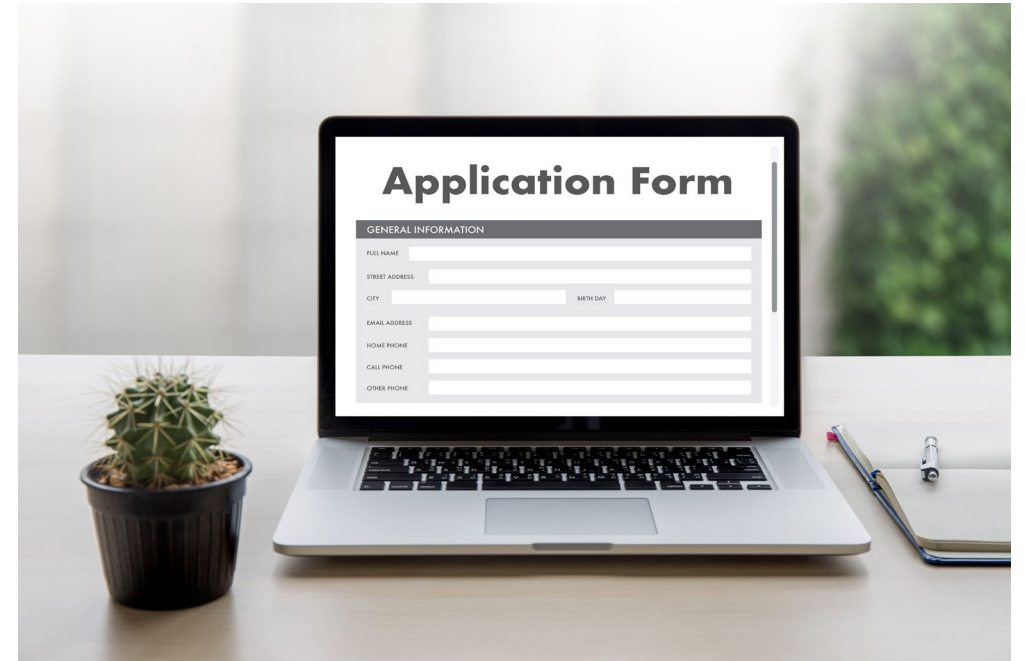 Application Form
GENERAL INFORMATION
FULL NAME
STREET ADDRESS
CITY BIRTH DAY
EMAIL ADDRESS
HOME PHONE
CALL PHONE
OTHER PHONE